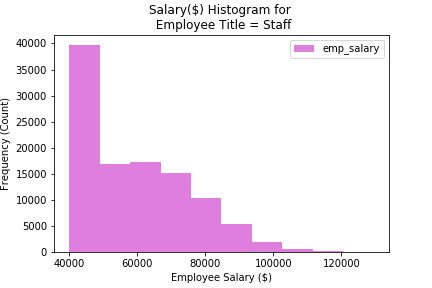 Salary($) Histogram for
Employee Title = Staff
emp_salary
40000
35000
30000
25000
20000
15000
10000
5000
0
Frequency (Count)
40000 60000 80000 100000 120000
Employee Salary ($)